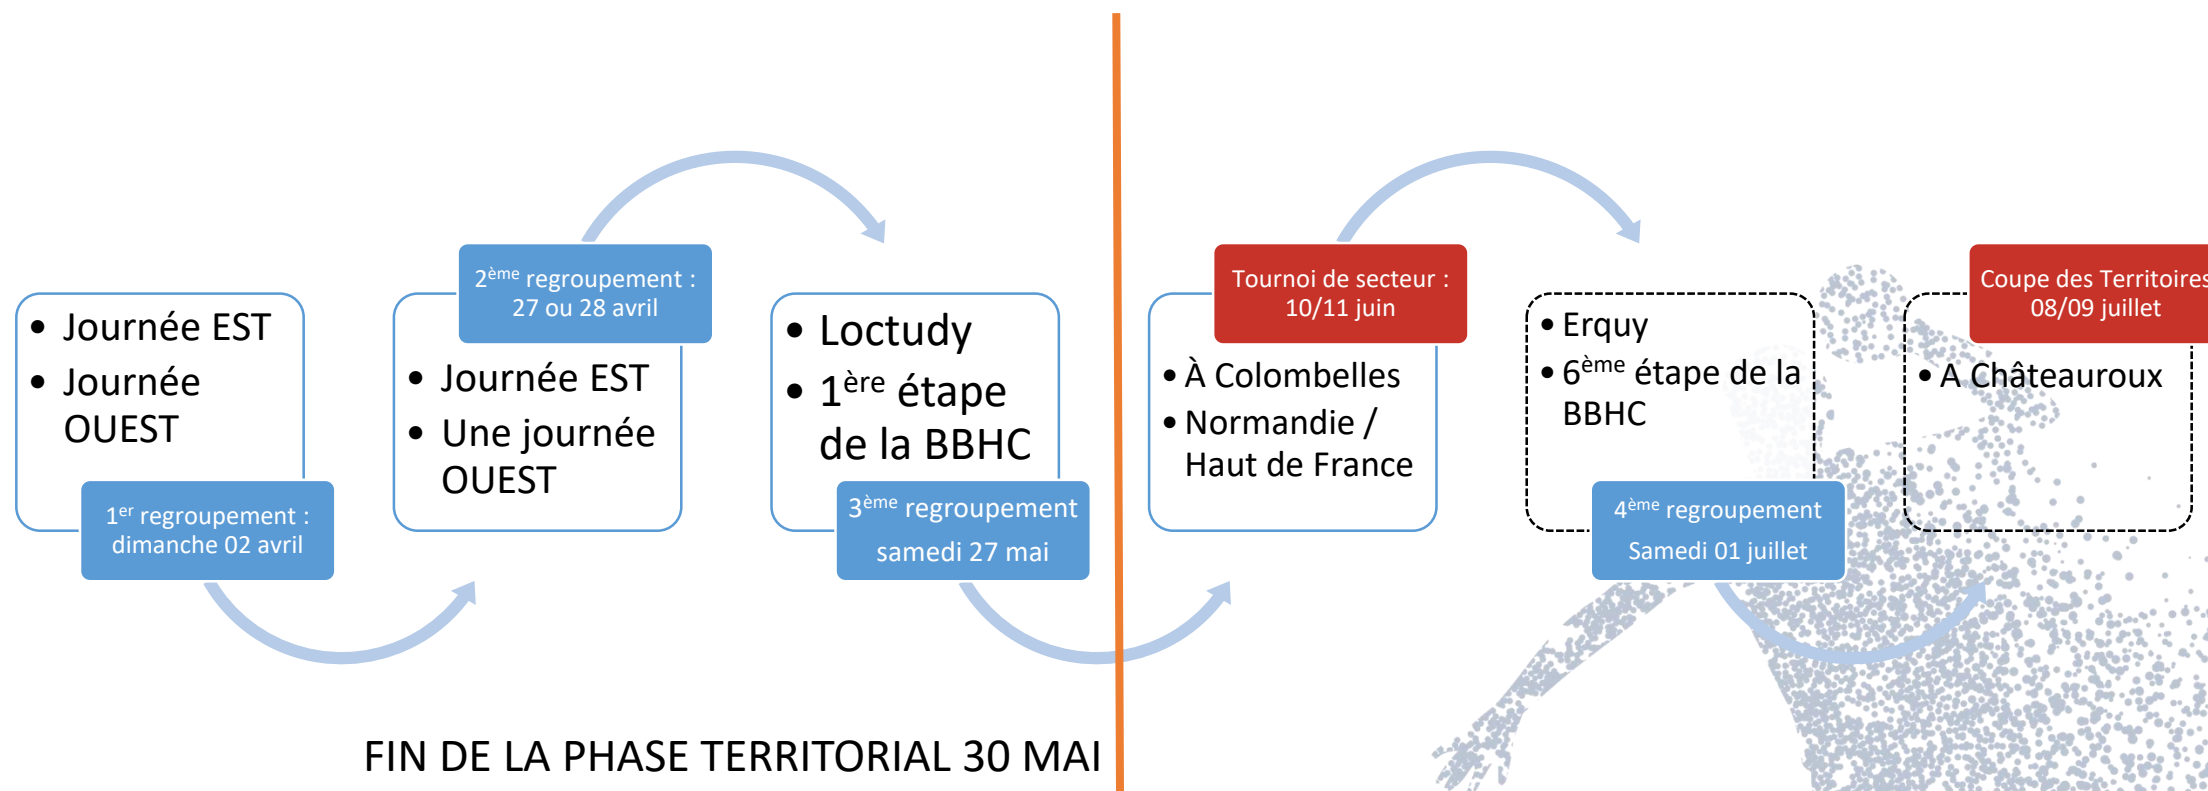 • Journée EST
• Journée
OUEST
1er regroupement :
dimanche 02 avril
2ème regroupement :
27 ou 28 avril
• Journée EST
• Une journée
OUEST
• Loctudy
• 1ère étape
de la BBHC
3ème regroupement
samedi 27 mai
Tournoi de secteur :
10/11 juin
• À Colombelles
• Normandie /
Haut de France
• Erquy
• 6ème étape de la
BBHC
4ème regroupement
Samedi 01 juillet
Coupe des Territoires
08/09 juillet
• A Châteauroux
FIN DE LA PHASE TERRITORIAL 30 MAI